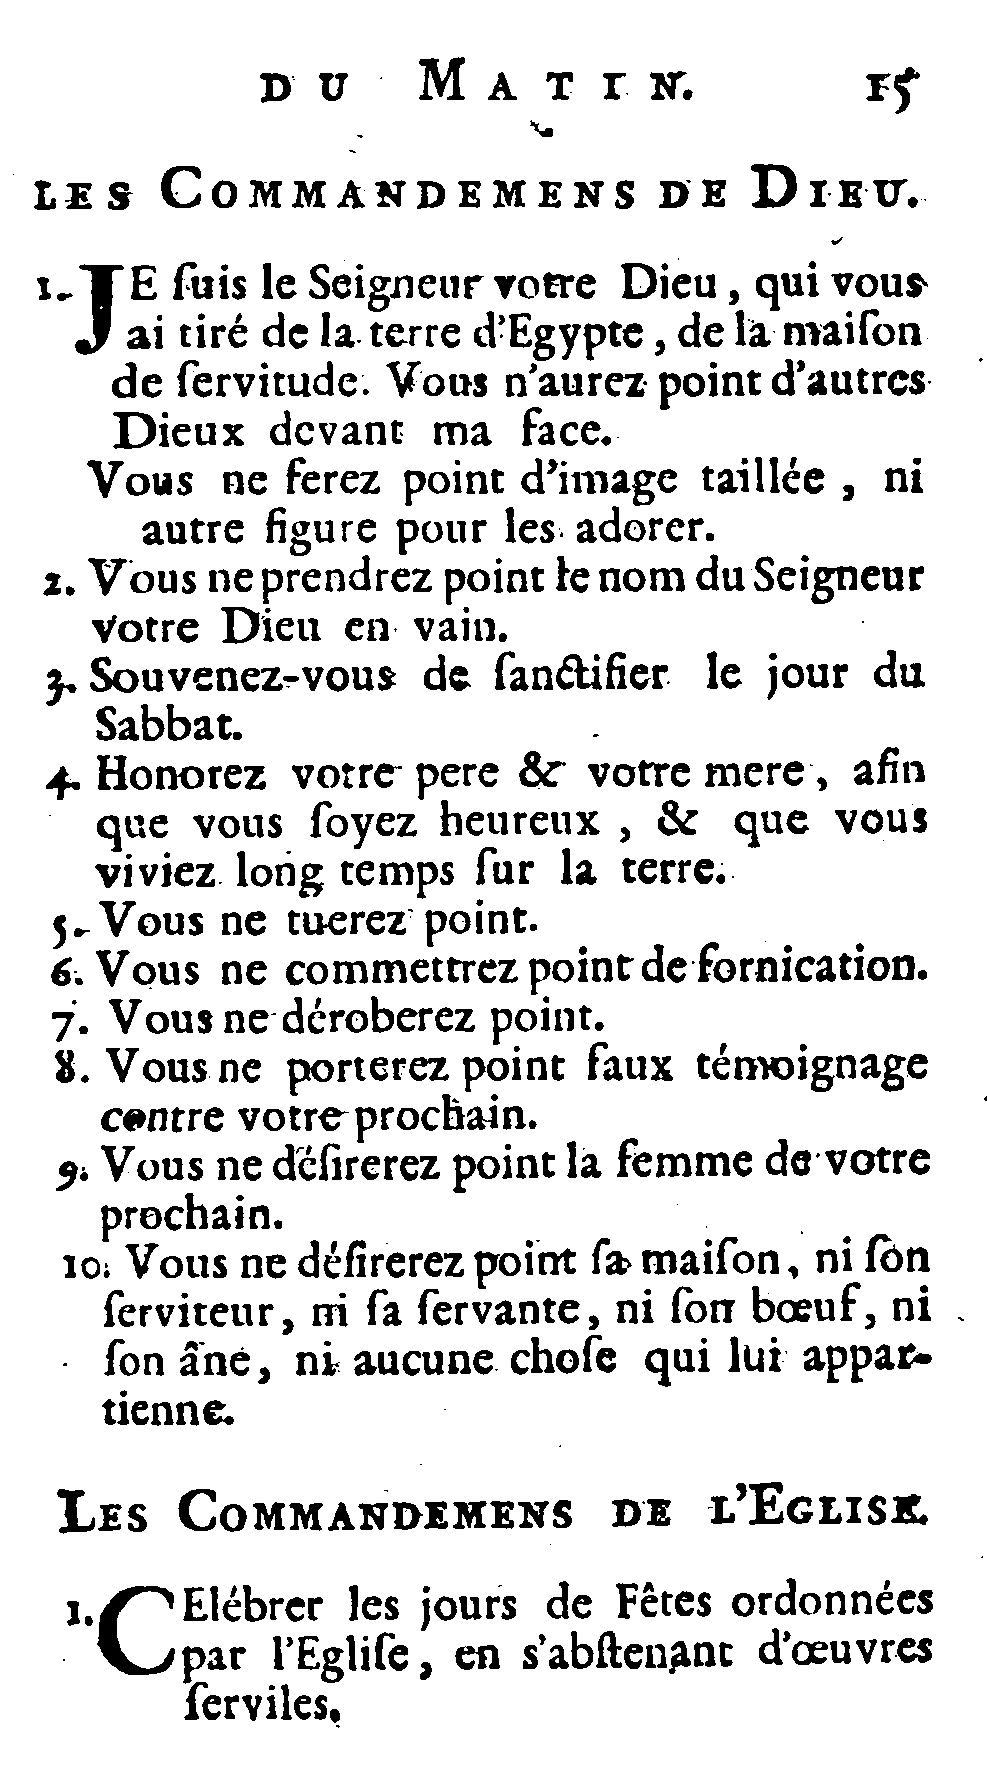 DU MATIN. 15
LES COMMANDEMENS DE DIEU.
1. JE ſuis le Seigneur votre Dieu, qui vous
ai tiré de la terre d'Egypte, de la maiſon
de ſervitude. Vous n'aurez point d'autres
Dieux devant ma face.
Vous ne ferez point d'image taillée, ni
autre figure pour les adorer.
2. Vous ne prendrez point le nom du Seigneur
votre Dieu en vain.
3. Souvenez-vous de ſanctifier le jour du
Sabbat.
4. Honorez votre pere & votre mere, afin
que vous ſoyez heureux, & que vous
viviez long temps ſur la terre.
5. Vous ne tuerez point.
6. Vous ne commettrez point de fornication.
7. Vous ne déroberez point.
8. Vous ne porterez point faux témoignage
contre votre prochain.
9. Vous ne déſirerez point la femme de votre
prochain.
10. Vous ne déſirerez point ſa maiſon, ni ſon
ſerviteur, ni ſa ſervante, ni ſon bœuf, ni
ſon âne, ni aucune choſe qui lui appar-
tienne.
LES COMMANDEMENS DE L'EGLISE.
1. CElébrer les jours de Fêtes ordonnées
par l'Egliſe, en s'abſtenant d'œuvres
ſerviles.